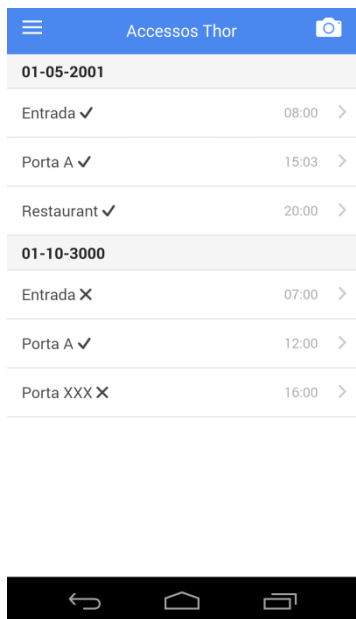 Accessos Thor
01-05-2001
Entrada ✔ 08:00
Porta A ✔ 15:03
Restaurant ✔ 20:00
01-10-3000
Entrada ✖ 07:00
Porta A ✔ 12:00
Porta XXX ✖ 16:00